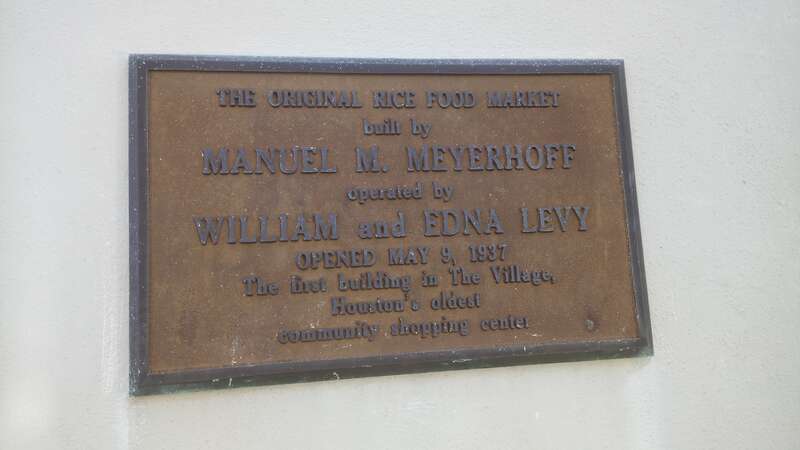 THE ORIGINAL RICE FOOD MARKET
built by
MANUEL M. MEYERHOFF
operated by
WILLIAM and EDNA LEVY
OPENED MAY 9, 1937
The first building in The Village,
Houston's oldest
community shopping center